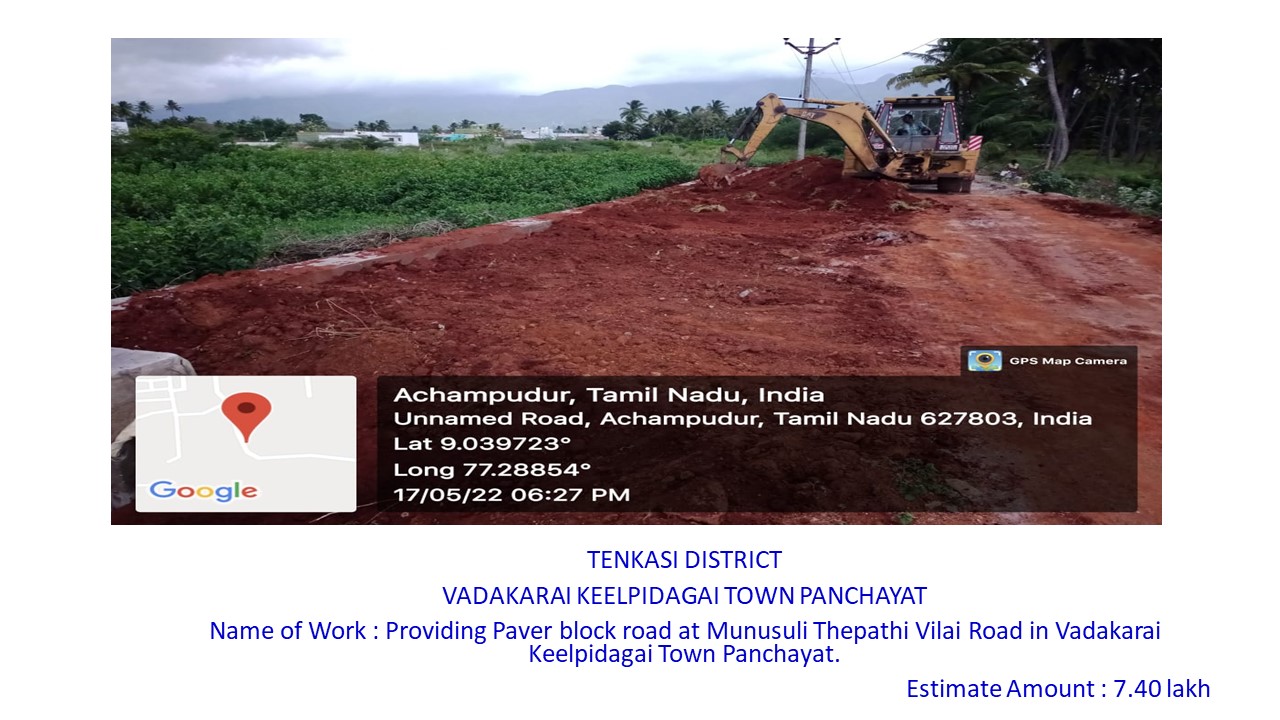 GPS Map Camera
Achampudur, Tamil Nadu, India
Unnamed Road, Achampudur, Tamil Nadu 627803, India
Lat 9.039723°
Long 77.28854°
17/05/22 06:27 PM
Google
TENKASI DISTRICT
VADAKARAI KEELPIDAGAI TOWN PANCHAYAT
Name of Work : Providing Paver block road at Munusuli Thepathi Vilai Road in Vadakarai
Keelpidagai Town Panchayat.
Estimate Amount : 7.40 lakh